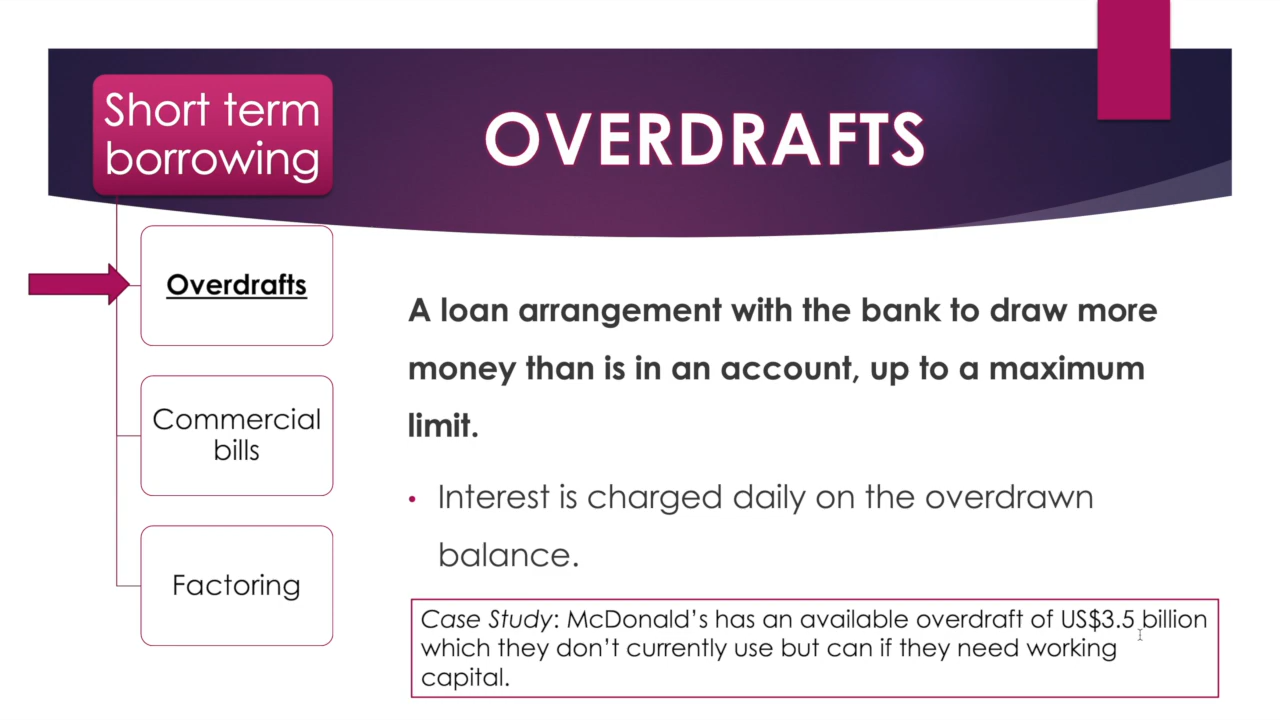 Short term
borrowing
OVERDRAFTS
Overdrafts
Commercial
bills
Factoring
A loan arrangement with the bank to draw more
money than is in an account, up to a maximum
limit.
• Interest is charged daily on the overdrawn
balance.
Case Study: McDonald’s has an available overdraft of US$3.5 billion
which they don’t currently use but can if they need working
capital.